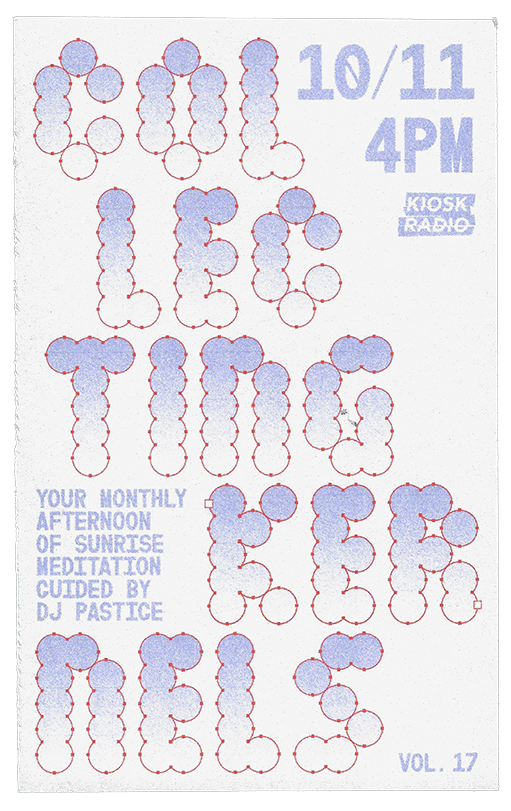 COL
10/11
4PM
KIOSK
RADIO
LEC
TING
YOUR MONTHLY
AFTERNOON
OF SUNRISE
MEDITATION
GUIDED BY
DJ PASTICE
KER
NELS
VOL. 17